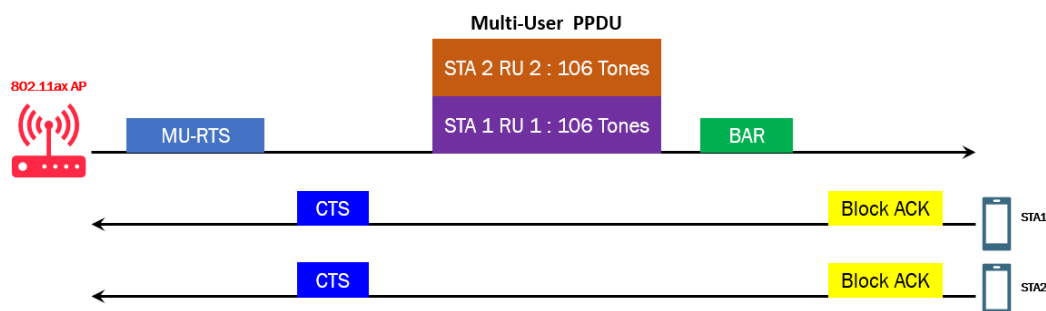 Multi-User PPDU
STA 2 RU 2 : 106 Tones
802.11ax AP
STA 1 RU 1 : 106 Tones
MU-RTS
BAR
CTS
Block ACK
STA1
CTS
Block ACK
STA2